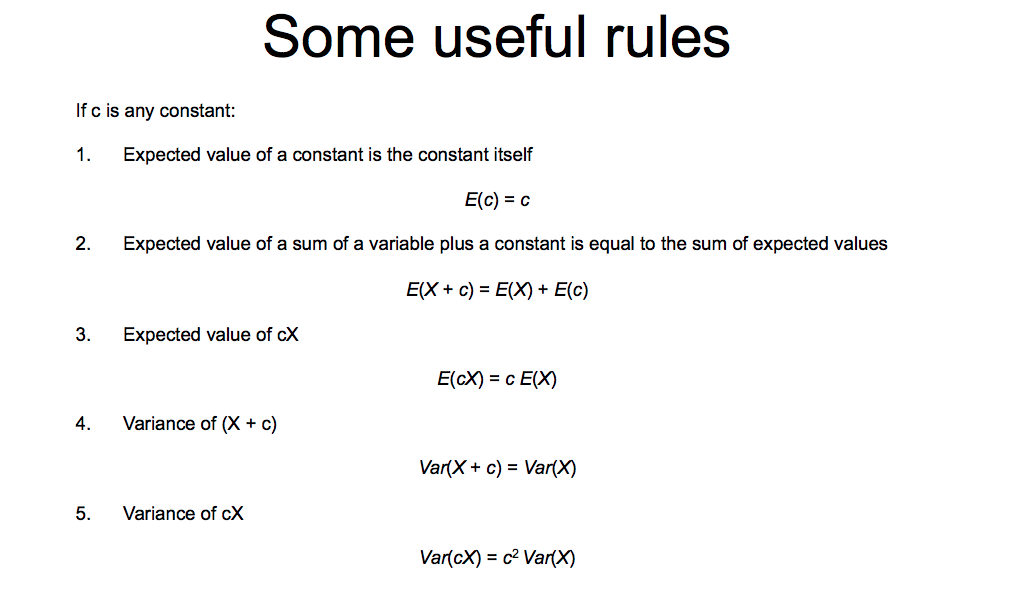 Some useful rules
If c is any constant:
1. Expected value of a constant is the constant itself
E(c) = c
2. Expected value of a sum of a variable plus a constant is equal to the sum of expected values
E(X + c) = E(X) + E(c)
3. Expected value of cX
E(cX) = c E(X)
4. Variance of (X + c)
Var(X + c) = Var(X)
5. Variance of cX
Var(cX) = c² Var(X)